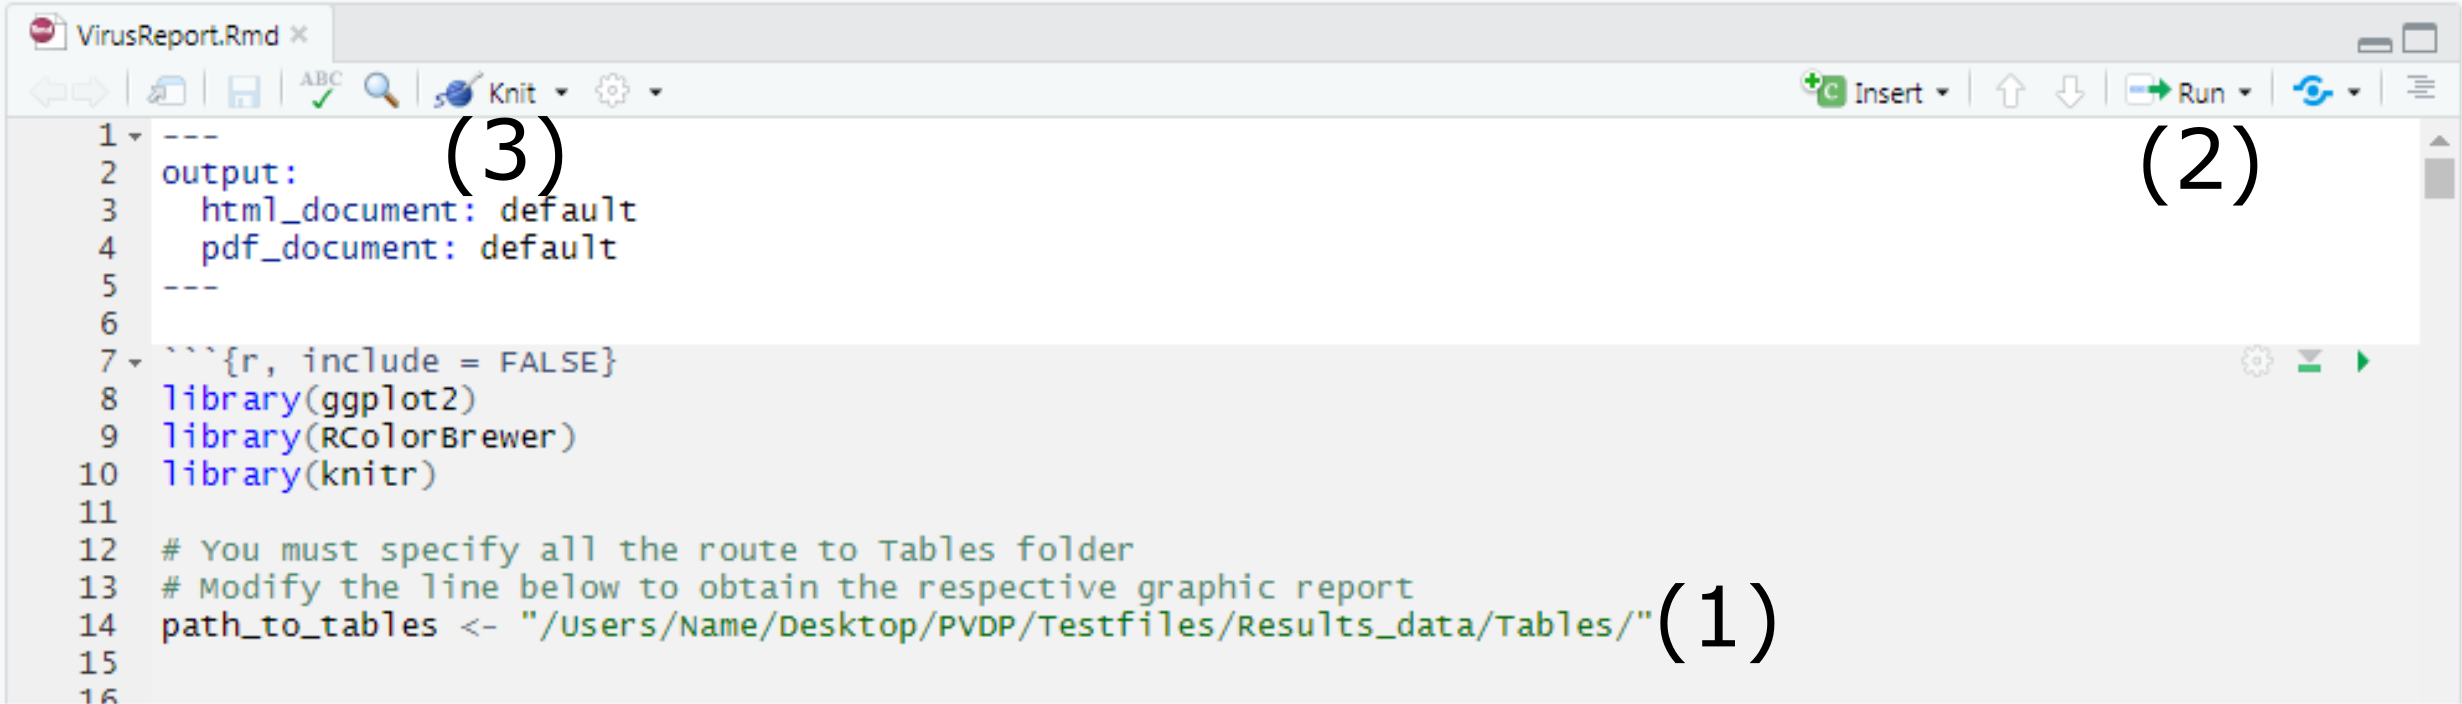 VirusReport.Rmd
ABC Knit Insert Run
(3) (2)
1 ---
2 output:
3   html_document: default
4   pdf_document: default
5 ---
6
7 ```{r, include = FALSE}
8 library(ggplot2)
9 library(RColorBrewer)
10 library(knitr)
11
12 # You must specify all the route to Tables folder
13 # Modify the line below to obtain the respective graphic report
14 path_to_tables <- "/Users/Name/Desktop/PVDP/Testfiles/Results_data/Tables/" (1)
15
16